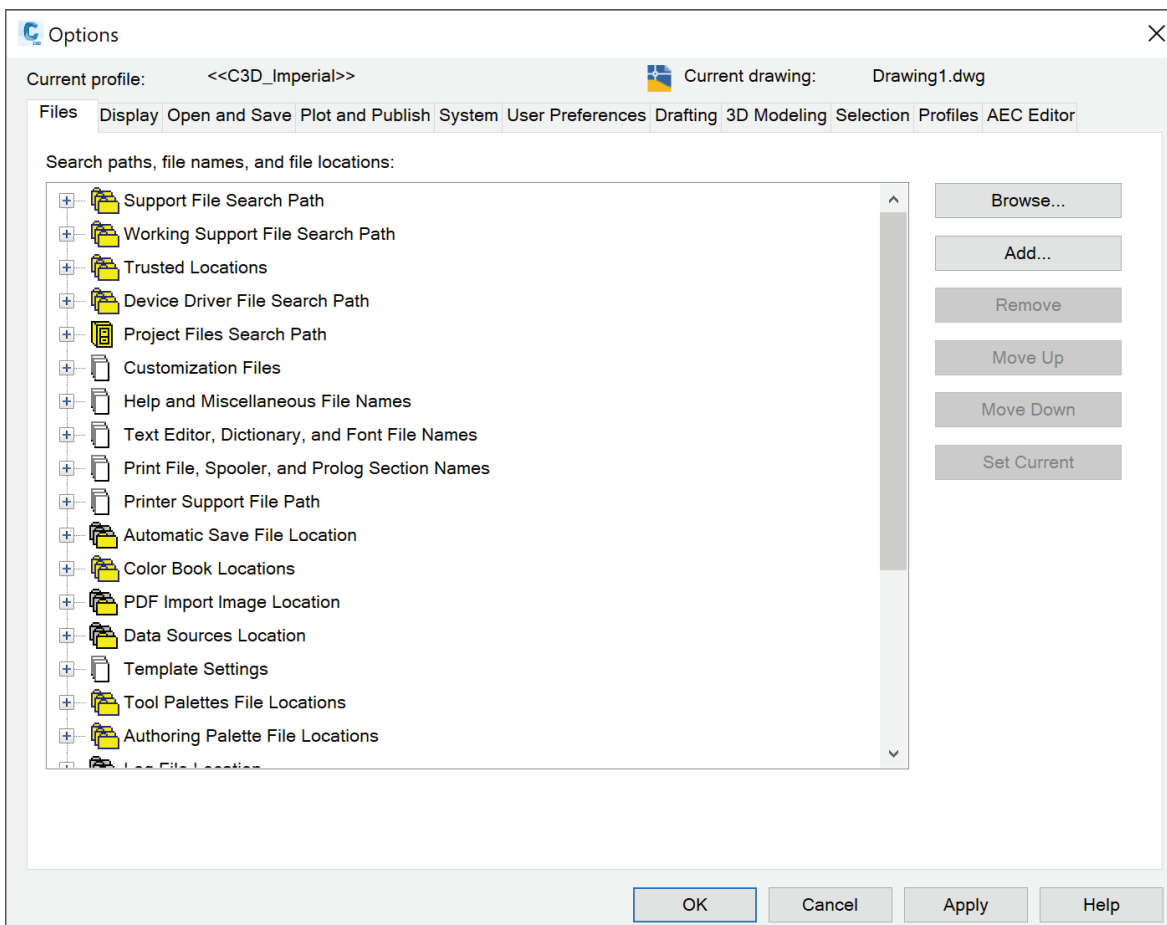 Options
Current profile: <<C3D_Imperial>> Current drawing: Drawing1.dwg
Files Display Open and Save Plot and Publish System User Preferences Drafting 3D Modeling Selection Profiles AEC Editor
Search paths, file names, and file locations:
Support File Search Path
Working Support File Search Path
Trusted Locations
Device Driver File Search Path
Project Files Search Path
Customization Files
Help and Miscellaneous File Names
Text Editor, Dictionary, and Font File Names
Print File, Spooler, and Prolog Section Names
Printer Support File Path
Automatic Save File Location
Color Book Locations
PDF Import Image Location
Data Sources Location
Template Settings
Tool Palettes File Locations
Authoring Palette File Locations
Log File Location
Browse...
Add...
Remove
Move Up
Move Down
Set Current
OK Cancel Apply Help